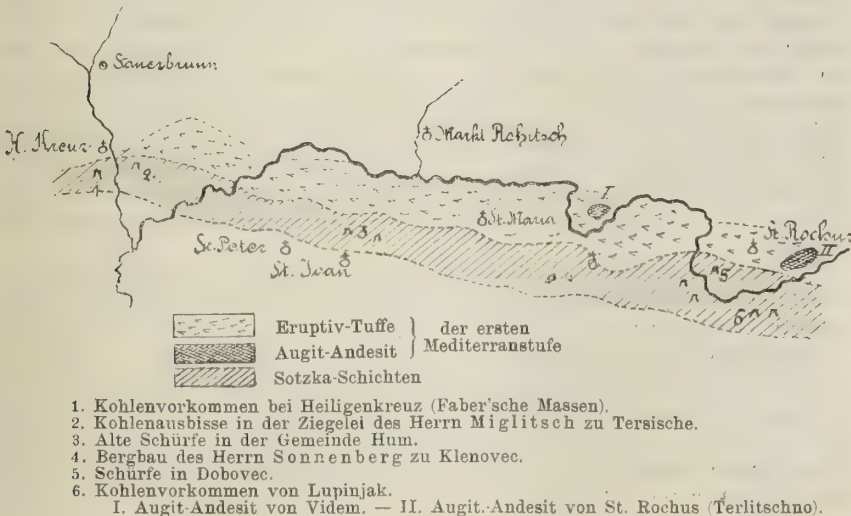 Sauerbrunn
H. Kreuz
Markt Rohitsch
I
St. Maria
St. Rochus
II
1
2.
3
St. Peter
St. Ivan
5
6
Eruptiv-Tuffe } der ersten
Augit-Andesit } Mediterranstufe
Sotzka-Schichten
1. Kohlenvorkommen bei Heiligenkreuz (Faber'sche Massen).
2. Kohlenausbisse in der Ziegelei des Herrn Miglitsch zu Tersische.
3. Alte Schürfe in der Gemeinde Hum.
4. Bergbau des Herrn Sonnenberg zu Klenovec.
5. Schürfe in Dobovec.
6. Kohlenvorkommen von Lupinjak.
I. Augit-Andesit von Videm. — II. Augit.-Andesit von St. Rochus (Terlitschno).